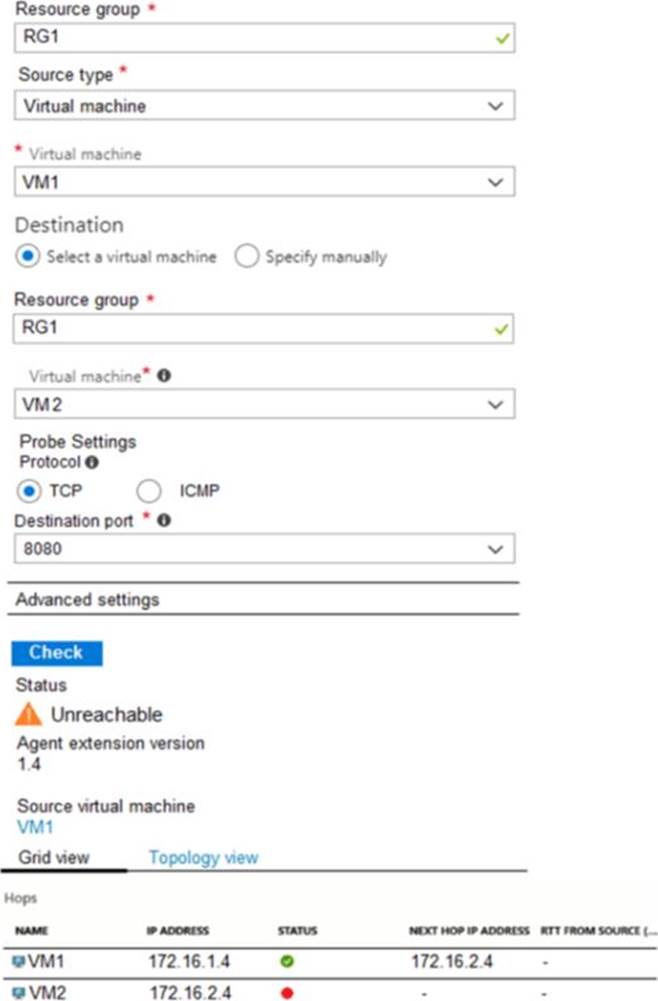 Resource group *
RG1
Source type *
Virtual machine
* Virtual machine
VM1
Destination
Select a virtual machine Specify manually
Resource group *
RG1
Virtual machine*
VM2
Probe Settings
Protocol
TCP ICMP
Destination port *
8080
Advanced settings
Check
Status
Unreachable
Agent extension version
1.4
Source virtual machine
VM1
Grid view Topology view
Hops
NAME IP ADDRESS STATUS NEXT HOP IP ADDRESS RTT FROM SOURCE (...
VM1 172.16.1.4 172.16.2.4 -
VM2 172.16.2.4 - -